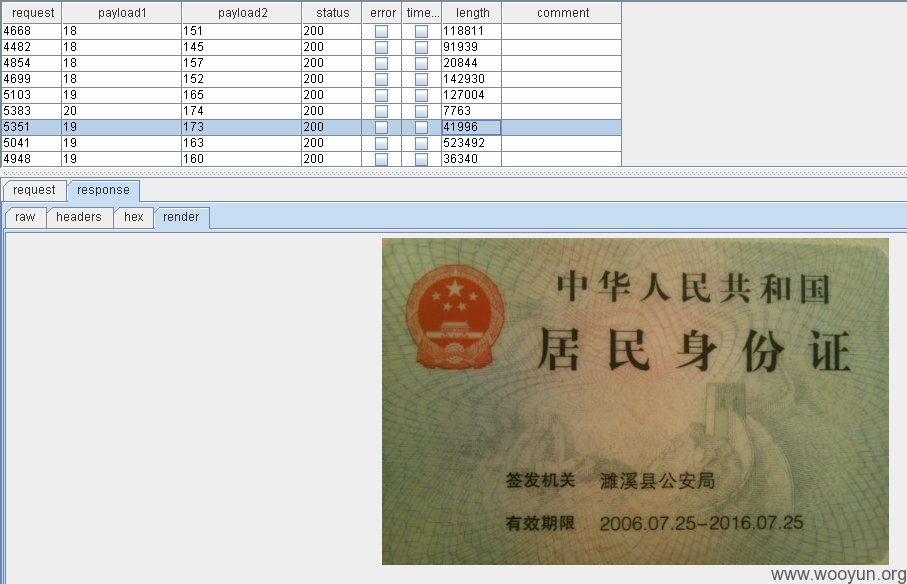 request payload1 payload2 status error time... length comment
4668 18 151 200 118811
4482 18 145 200 91939
4854 18 157 200 20844
4699 18 152 200 142930
5103 19 165 200 127004
5383 20 174 200 7763
5351 19 173 200 41996
5041 19 163 200 523492
4948 19 160 200 36340
request response
raw headers hex render
中华人民共和国
居民身份证
签发机关 濉溪县公安局
有效期限 2006.07.25-2016.07.25
www.wooyun.org